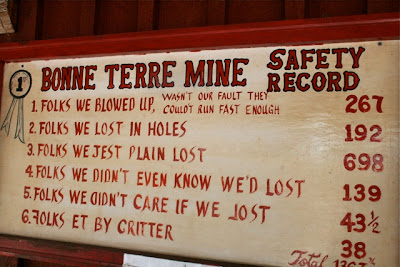 1st
BONNE TERRE MINE SAFETY RECORD
1. FOLKS WE BLOWED UP, WASN'T OUR FAULT THEY COULD'T RUN FAST ENOUGH 267
2. FOLKS WE LOST IN HOLES 192
3. FOLKS WE JEST PLAIN LOST 698
4. FOLKS WE DIDN'T EVEN KNOW WE'D LOST 139
5. FOLKS WE DIDN'T CARE IF WE LOST 43½
6. FOLKS ET BY CRITTER 38
Total